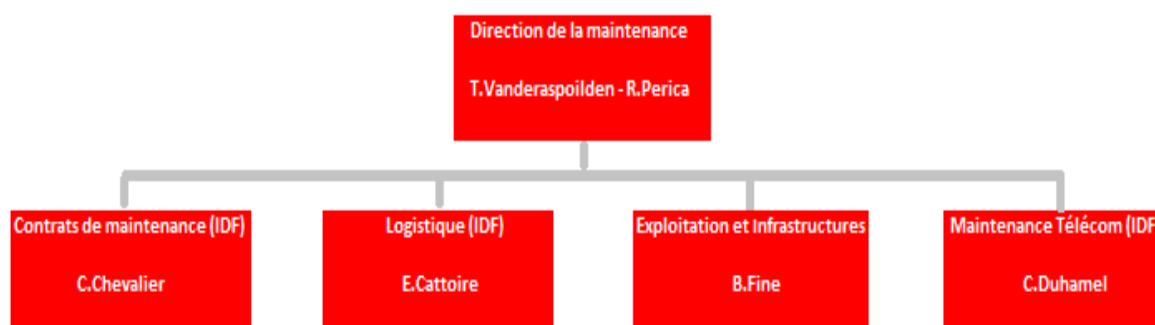 Direction de la maintenance
T.Vanderaspoilden - R.Perica
Contrats de maintenance (IDF)
C.Chevalier
Logistique (IDF)
E.Cattoire
Exploitation et Infrastructures
B.Fine
Maintenance Télécom (IDF
C.Duhamel